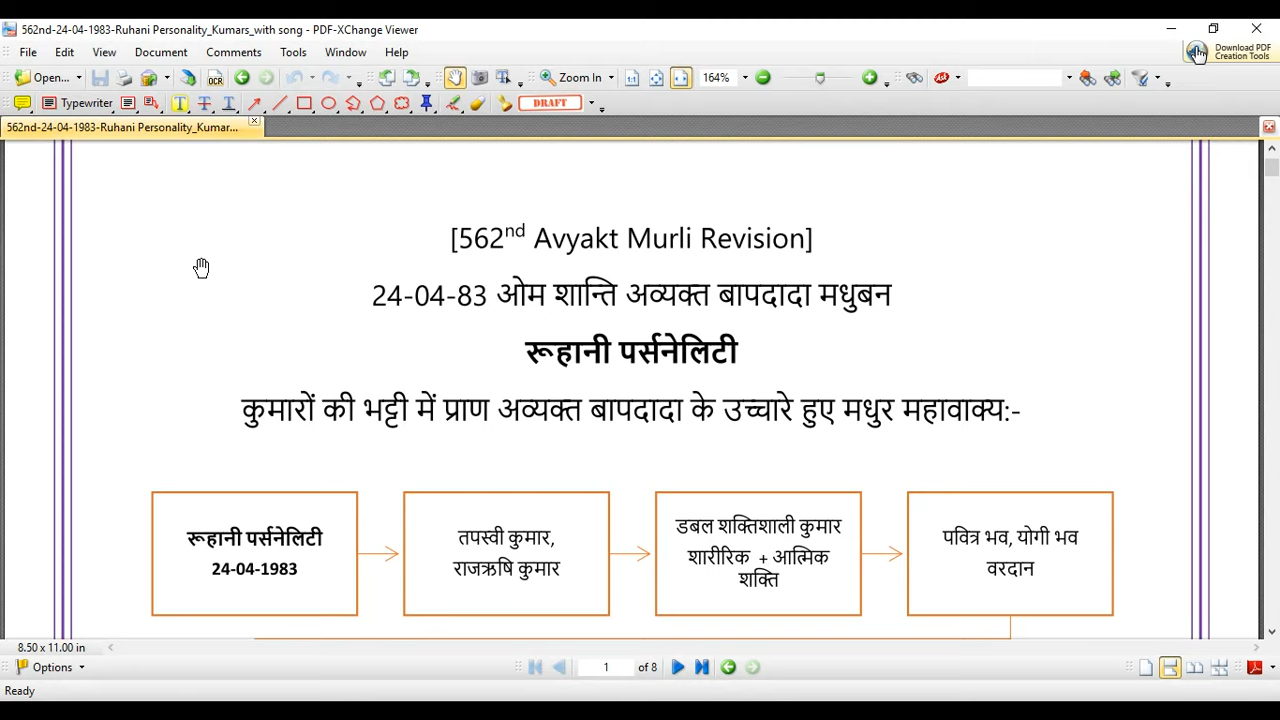 562nd-24-04-1983-Ruhani Personality_Kumars_with song - PDF-XChange Viewer
File Edit View Document Comments Tools Window Help
Download PDF
Creation Tools
Open... OCR Zoom In 164%
Typewriter DRAFT
562nd-24-04-1983-Ruhani Personality_Kumar...
[562nd Avyakt Murli Revision]
24-04-83 ओम शान्ति अव्यक्त बापदादा मधुबन
रूहानी पर्सनेलिटी
कुमारों की भट्टी में प्राण अव्यक्त बापदादा के उच्चारे हुए मधुर महावाक्य:-
रूहानी पर्सनेलिटी
24-04-1983
तपस्वी कुमार,
राजऋषि कुमार
डबल शक्तिशाली कुमार
शारीरिक + आत्मिक
शक्ति
पवित्र भव, योगी भव
वरदान
8.50 x 11.00 in
Options 1 of 8
Ready